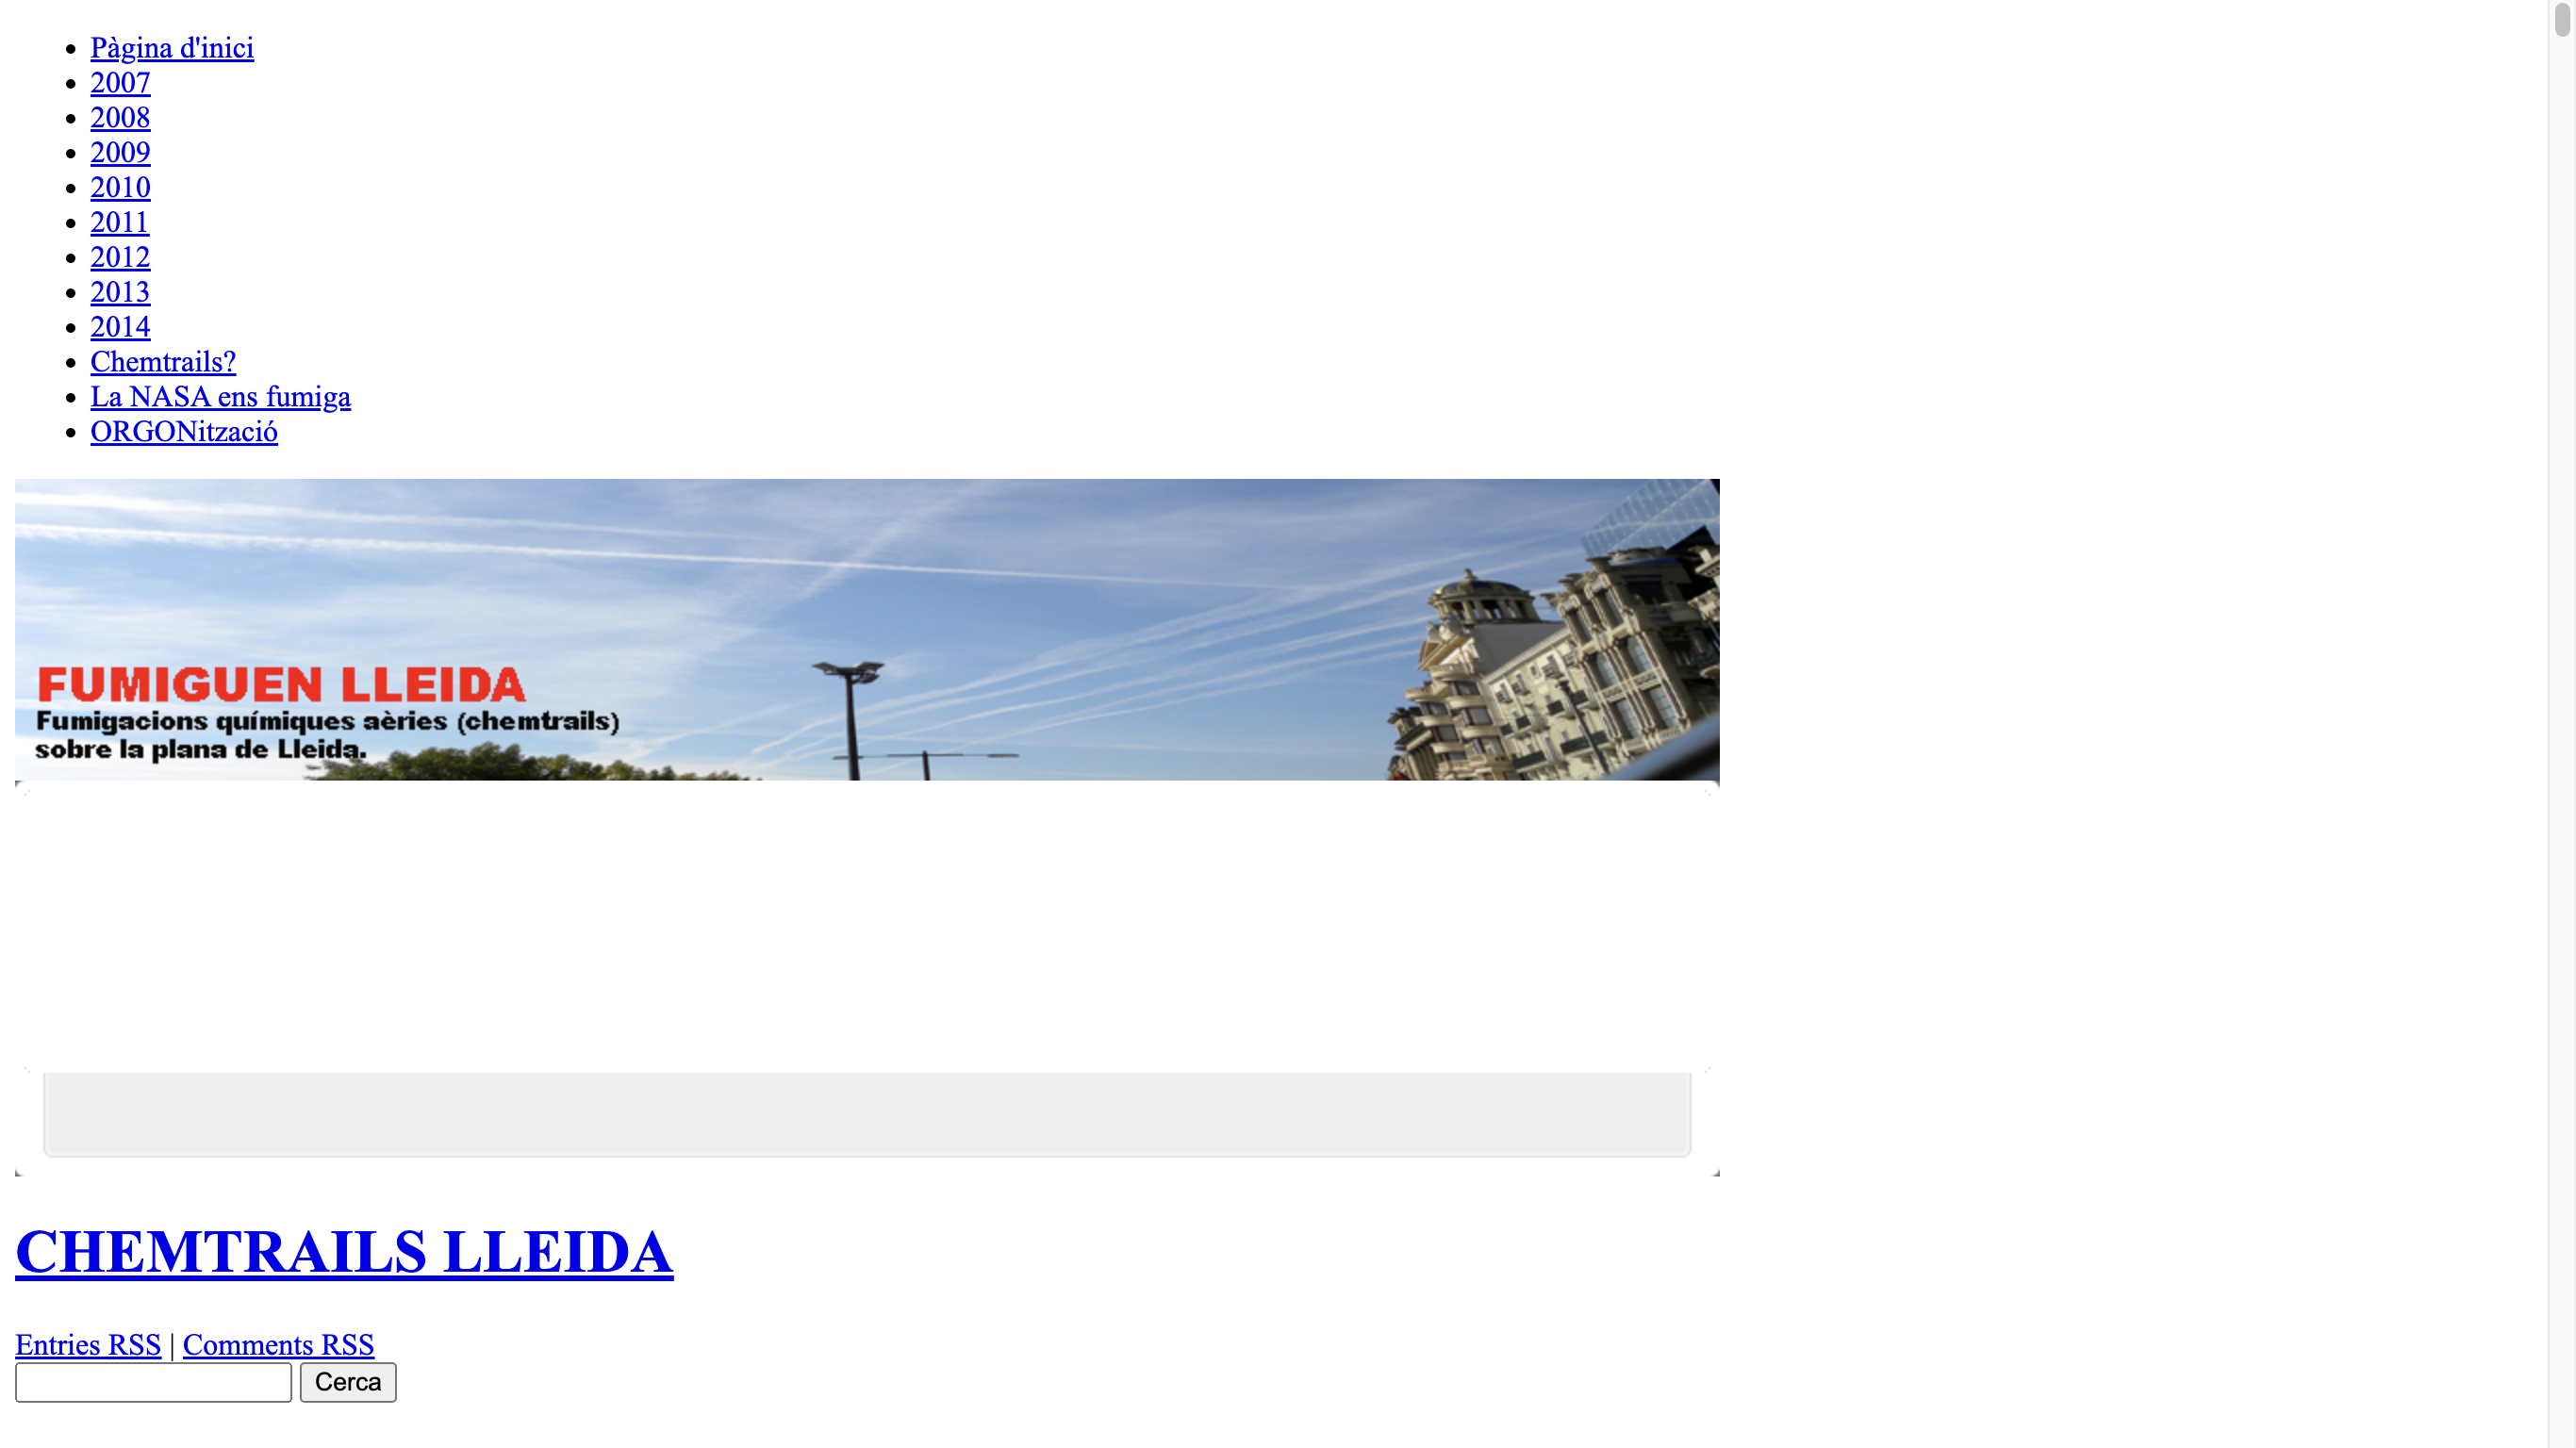 Pàgina d'inici
2007
2008
2009
2010
2011
2012
2013
2014
Chemtrails?
La NASA ens fumiga
ORGONització
FUMIGUEN LLEIDA
Fumigacions químiques aèries (chemtrails)
sobre la plana de Lleida.
CHEMTRAILS LLEIDA
Entries RSS | Comments RSS
Cerca